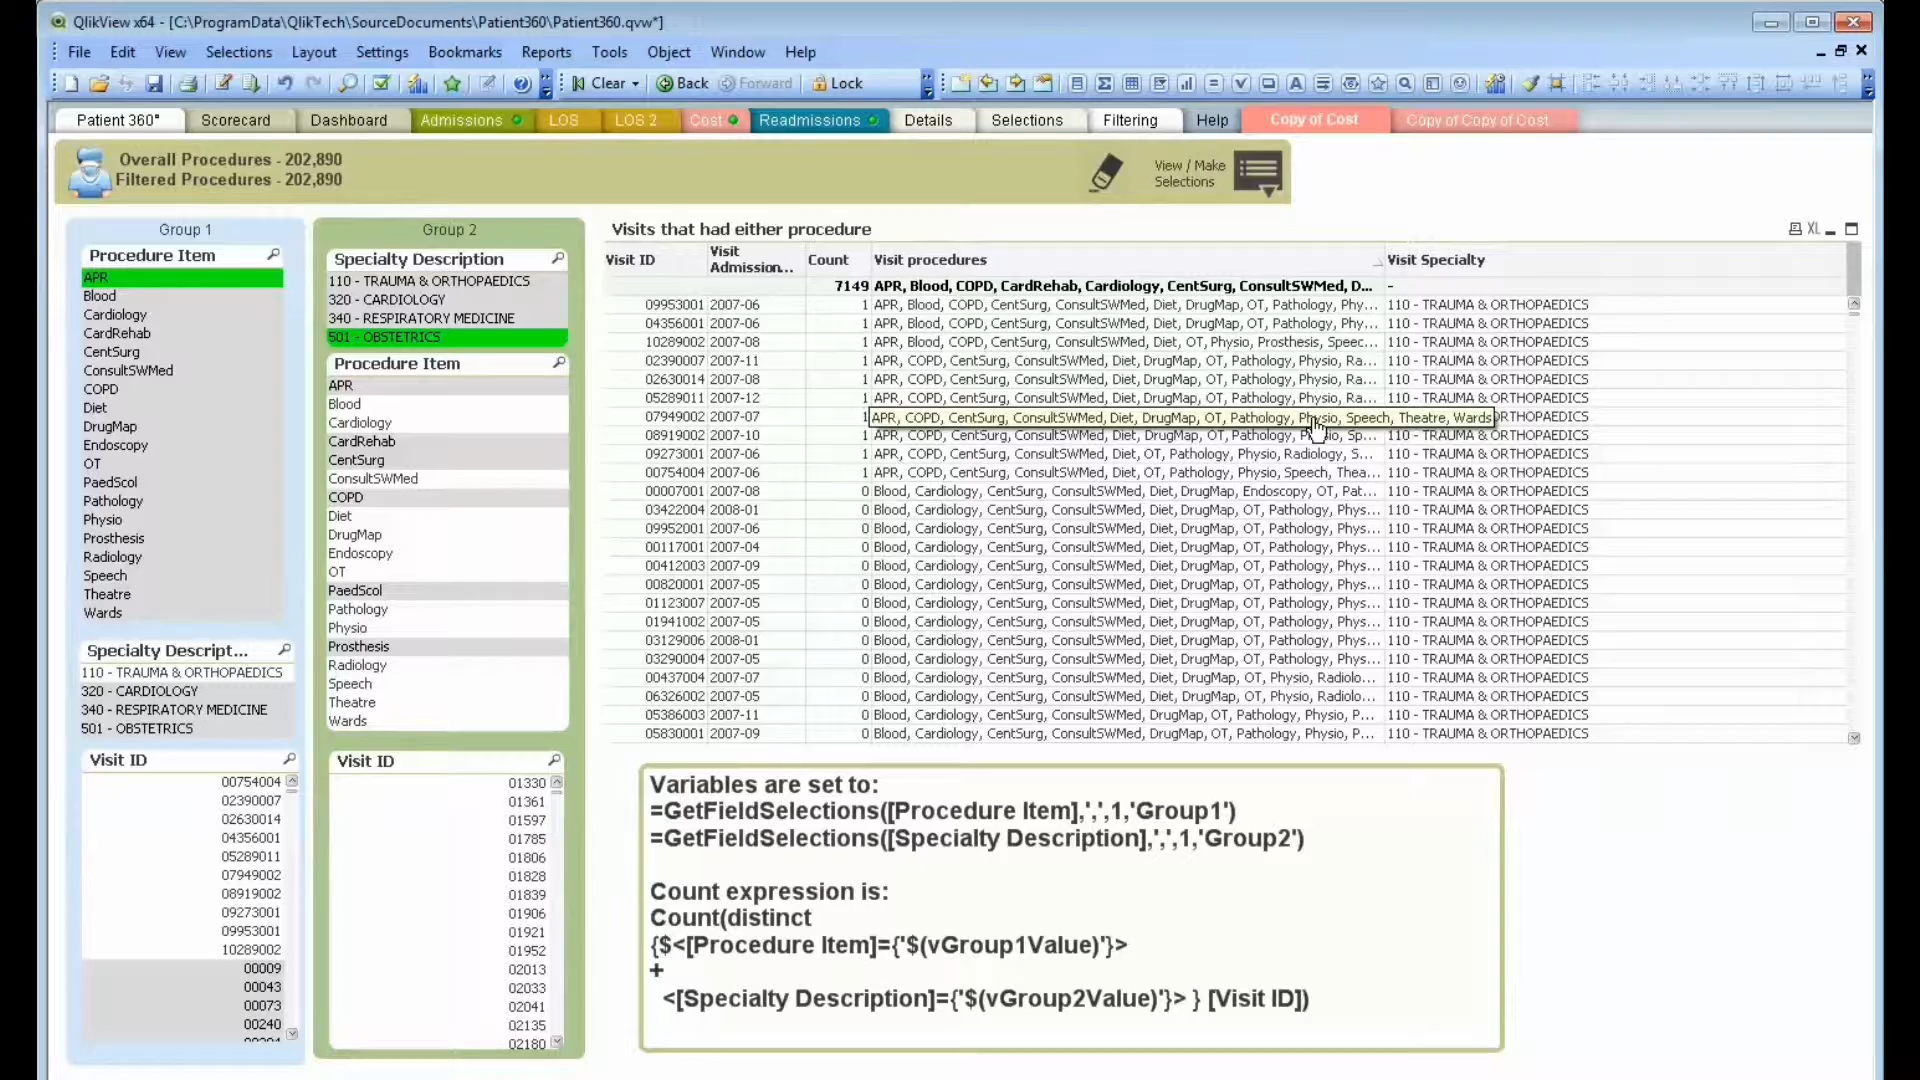 QlikView x64 - [C:\ProgramData\QlikTech\SourceDocuments\Patient360\Patient360.qvw*]
File Edit View Selections Layout Settings Bookmarks Reports Tools Object Window Help
Clear Back Forward Lock
Patient 360° Scorecard Dashboard Admissions LOS LOS 2 Cost Readmissions Details Selections Filtering Help Copy of Cost Copy of Copy of Cost
Overall Procedures - 202,890
Filtered Procedures - 202,890
View / Make
Selections
Group 1
Procedure Item
APR
Blood
Cardiology
CardRehab
CentSurg
ConsultSWMed
COPD
Diet
DrugMap
Endoscopy
OT
PaedScol
Pathology
Physio
Prosthesis
Radiology
Speech
Theatre
Wards
Specialty Descript...
110 - TRAUMA & ORTHOPAEDICS
320 - CARDIOLOGY
340 - RESPIRATORY MEDICINE
501 - OBSTETRICS
Visit ID
00754004
02390007
02630014
04356001
05289011
07949002
08919002
09273001
09953001
10289002
00009
00043
00073
00240
Group 2
Specialty Description
110 - TRAUMA & ORTHOPAEDICS
320 - CARDIOLOGY
340 - RESPIRATORY MEDICINE
501 - OBSTETRICS
Procedure Item
APR
Blood
Cardiology
CardRehab
CentSurg
ConsultSWMed
COPD
Diet
DrugMap
Endoscopy
OT
PaedScol
Pathology
Physio
Prosthesis
Radiology
Speech
Theatre
Wards
Visit ID
01330
01361
01597
01785
01806
01828
01839
01906
01921
01952
02013
02033
02041
02135
02180
Visits that had either procedure
XL
Visit ID Visit Admission... Count Visit procedures Visit Specialty
7149 APR, Blood, COPD, CardRehab, Cardiology, CentSurg, ConsultSWMed, D... -
09953001 2007-06 1 APR, Blood, COPD, CentSurg, ConsultSWMed, Diet, DrugMap, OT, Pathology, Phy... 110 - TRAUMA & ORTHOPAEDICS
04356001 2007-06 1 APR, Blood, COPD, CentSurg, ConsultSWMed, Diet, DrugMap, OT, Pathology, Phy... 110 - TRAUMA & ORTHOPAEDICS
10289002 2007-08 1 APR, Blood, COPD, CentSurg, ConsultSWMed, Diet, OT, Physio, Prosthesis, Speec... 110 - TRAUMA & ORTHOPAEDICS
02390007 2007-11 1 APR, COPD, CentSurg, ConsultSWMed, Diet, DrugMap, OT, Pathology, Physio, Ra... 110 - TRAUMA & ORTHOPAEDICS
02630014 2007-08 1 APR, COPD, CentSurg, ConsultSWMed, Diet, DrugMap, OT, Pathology, Physio, Ra... 110 - TRAUMA & ORTHOPAEDICS
05289011 2007-12 1 APR, COPD, CentSurg, ConsultSWMed, Diet, DrugMap, OT, Pathology, Physio, Ra... 110 - TRAUMA & ORTHOPAEDICS
07949002 2007-07 1 APR, COPD, CentSurg, ConsultSWMed, Diet, DrugMap, OT, Pathology, Physio, Speech, Theatre, Wards RTHOPAEDICS
08919002 2007-10 1 APR, COPD, CentSurg, ConsultSWMed, Diet, DrugMap, OT, Pathology, Physio, Sp... 110 - TRAUMA & ORTHOPAEDICS
09273001 2007-06 1 APR, COPD, CentSurg, ConsultSWMed, Diet, OT, Pathology, Physio, Radiology, S... 110 - TRAUMA & ORTHOPAEDICS
00754004 2007-06 1 APR, COPD, CentSurg, ConsultSWMed, Diet, OT, Pathology, Physio, Speech, Thea... 110 - TRAUMA & ORTHOPAEDICS
00007001 2007-08 0 Blood, Cardiology, CentSurg, ConsultSWMed, Diet, DrugMap, Endoscopy, OT, Pat... 110 - TRAUMA & ORTHOPAEDICS
03422004 2008-01 0 Blood, Cardiology, CentSurg, ConsultSWMed, Diet, DrugMap, OT, Pathology, Phys... 110 - TRAUMA & ORTHOPAEDICS
09952001 2007-06 0 Blood, Cardiology, CentSurg, ConsultSWMed, Diet, DrugMap, OT, Pathology, Phys... 110 - TRAUMA & ORTHOPAEDICS
00117001 2007-04 0 Blood, Cardiology, CentSurg, ConsultSWMed, Diet, DrugMap, OT, Pathology, Phys... 110 - TRAUMA & ORTHOPAEDICS
00412003 2007-09 0 Blood, Cardiology, CentSurg, ConsultSWMed, Diet, DrugMap, OT, Pathology, Phys... 110 - TRAUMA & ORTHOPAEDICS
00820001 2007-05 0 Blood, Cardiology, CentSurg, ConsultSWMed, Diet, DrugMap, OT, Pathology, Phys... 110 - TRAUMA & ORTHOPAEDICS
01123007 2007-05 0 Blood, Cardiology, CentSurg, ConsultSWMed, Diet, DrugMap, OT, Pathology, Phys... 110 - TRAUMA & ORTHOPAEDICS
01941002 2007-05 0 Blood, Cardiology, CentSurg, ConsultSWMed, Diet, DrugMap, OT, Pathology, Phys... 110 - TRAUMA & ORTHOPAEDICS
03129006 2008-01 0 Blood, Cardiology, CentSurg, ConsultSWMed, Diet, DrugMap, OT, Pathology, Phys... 110 - TRAUMA & ORTHOPAEDICS
03290004 2007-05 0 Blood, Cardiology, CentSurg, ConsultSWMed, Diet, DrugMap, OT, Pathology, Phys... 110 - TRAUMA & ORTHOPAEDICS
00437004 2007-07 0 Blood, Cardiology, CentSurg, ConsultSWMed, Diet, DrugMap, OT, Physio, Radiolo... 110 - TRAUMA & ORTHOPAEDICS
06326002 2007-05 0 Blood, Cardiology, CentSurg, ConsultSWMed, Diet, DrugMap, OT, Physio, Radiolo... 110 - TRAUMA & ORTHOPAEDICS
05386003 2007-11 0 Blood, Cardiology, CentSurg, ConsultSWMed, DrugMap, OT, Pathology, Physio, P... 110 - TRAUMA & ORTHOPAEDICS
05830001 2007-09 0 Blood, Cardiology, CentSurg, ConsultSWMed, DrugMap, OT, Pathology, Physio, P... 110 - TRAUMA & ORTHOPAEDICS
Variables are set to:
=GetFieldSelections([Procedure Item],',',1,'Group1')
=GetFieldSelections([Specialty Description],',',1,'Group2')
Count expression is:
Count(distinct
{$<[Procedure Item]={'$(vGroup1Value)'}>
+
<[Specialty Description]={'$(vGroup2Value)'}> } [Visit ID])